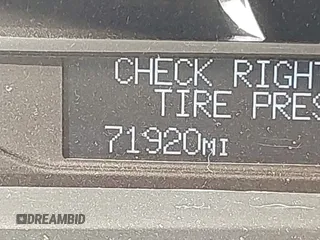 CHECK RIGHT
TIRE PRES
71920MI
DREAMBID